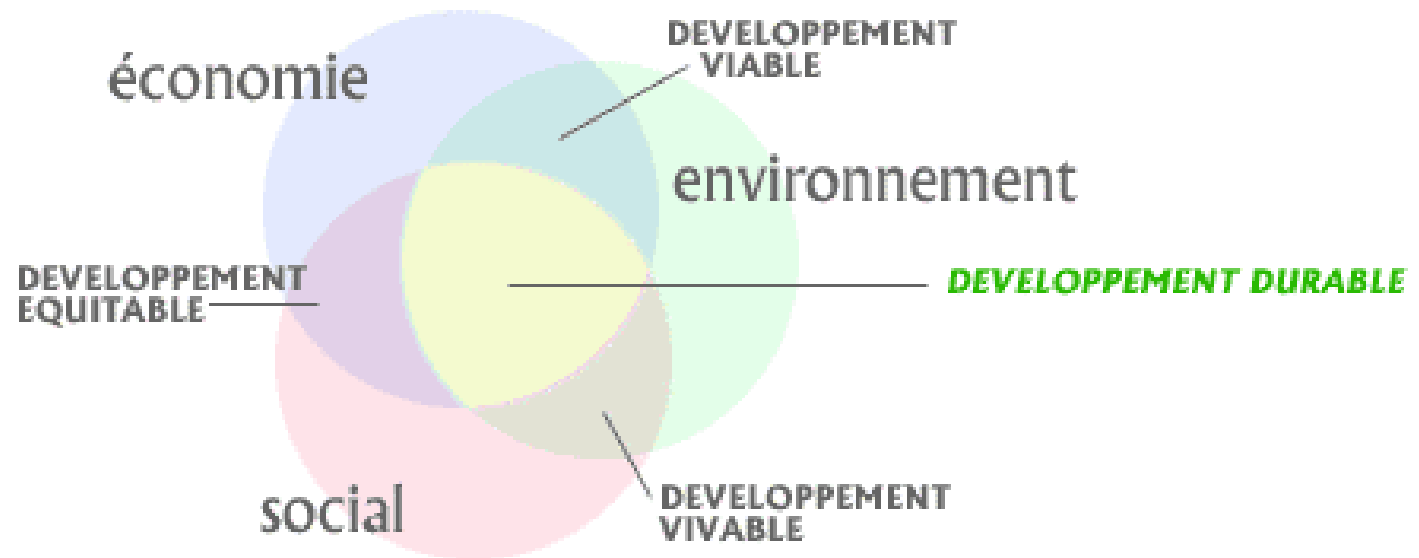 DEVELOPPEMENT
VIABLE
économie
environnement
DEVELOPPEMENT
EQUITABLE
DEVELOPPEMENT DURABLE
social
DEVELOPPEMENT
VIVABLE